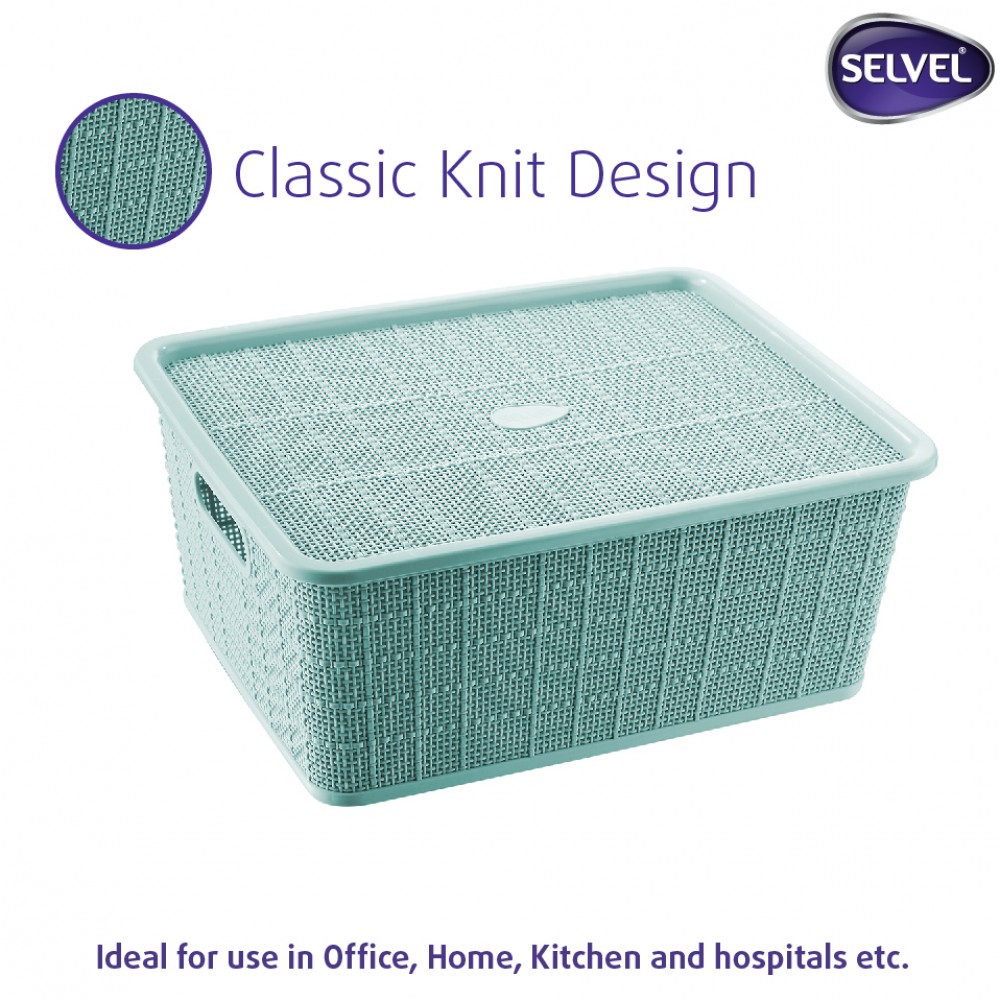 SELVEL®
Classic Knit Design
Ideal for use in Office, Home, Kitchen and hospitals etc.